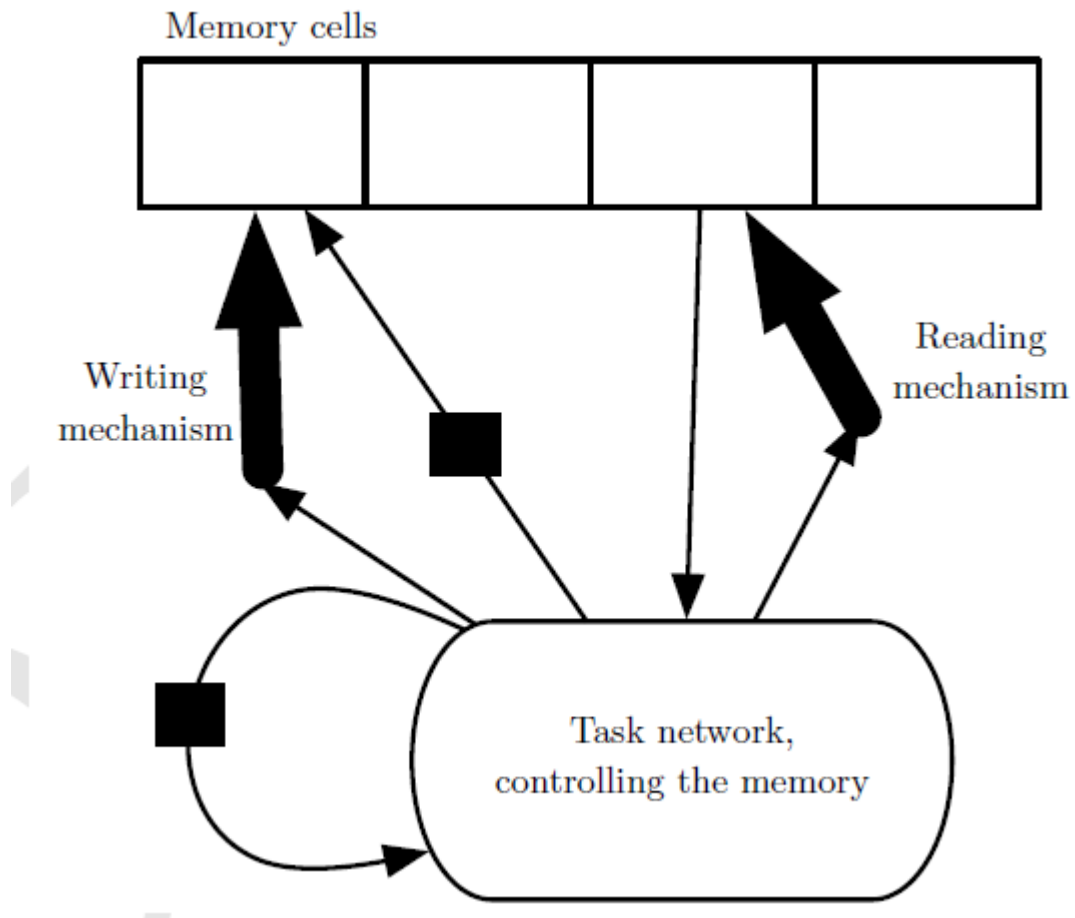 Memory cells
Writing
mechanism
Reading
mechanism
Task network,
controlling the memory